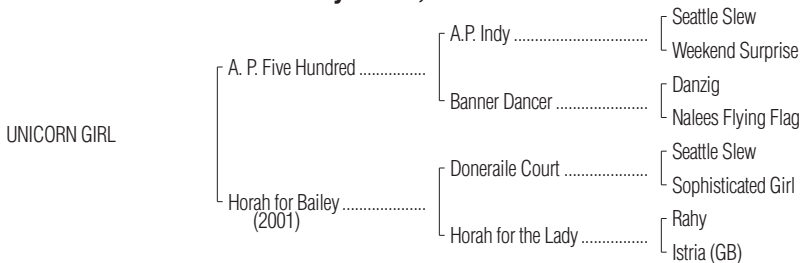 Seattle Slew
A.P. Indy
Weekend Surprise
A. P. Five Hundred
Danzig
Banner Dancer
Nalees Flying Flag
UNICORN GIRL
Seattle Slew
Doneraile Court
Sophisticated Girl
Horah for Bailey
(2001)
Rahy
Horah for the Lady
Istria (GB)